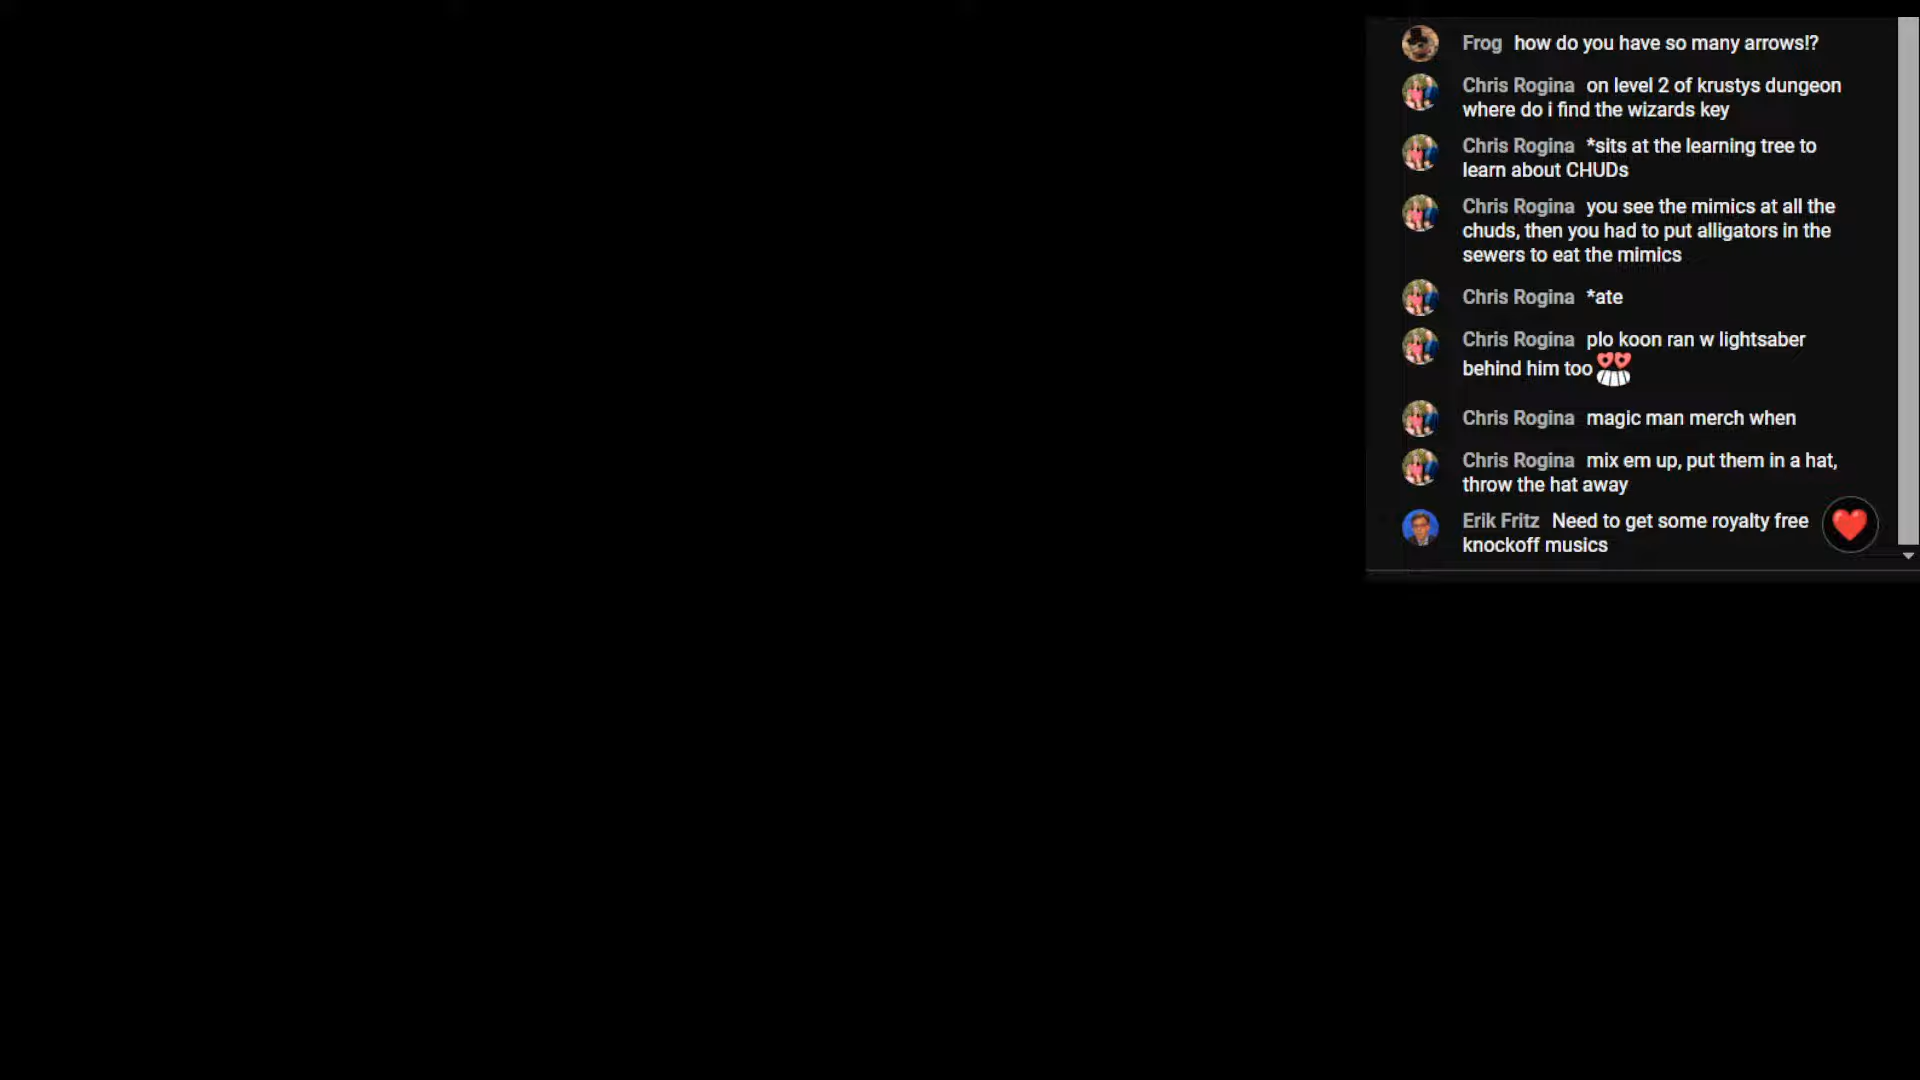 Frog how do you have so many arrows!?
Chris Rogina on level 2 of krustys dungeon
where do i find the wizards key
Chris Rogina *sits at the learning tree to
learn about CHUDs
Chris Rogina you see the mimics at all the
chuds, then you had to put alligators in the
sewers to eat the mimics
Chris Rogina *ate
Chris Rogina plo koon ran w lightsaber
behind him too
Chris Rogina magic man merch when
Chris Rogina mix em up, put them in a hat,
throw the hat away
Erik Fritz Need to get some royalty free
knockoff musics